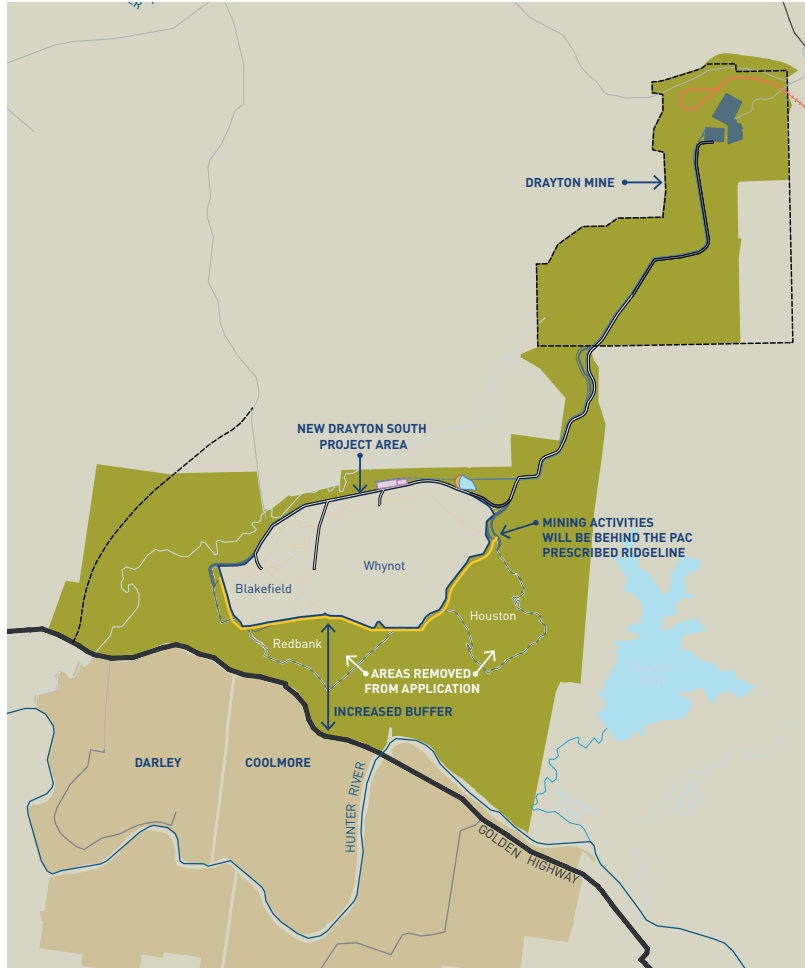 DRAYTON MINE
NEW DRAYTON SOUTH
PROJECT AREA
MINING ACTIVITIES
WILL BE BEHIND THE PAC
PRESCRIBED RIDGELINE
Whynot
Blakefield
Houston
Redbank
AREAS REMOVED
FROM APPLICATION
INCREASED BUFFER
DARLEY
COOLMORE
HUNTER RIVER
GOLDEN HIGHWAY